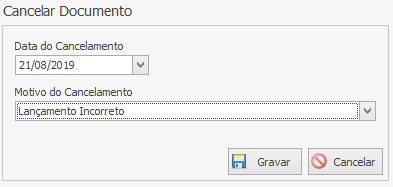 Cancelar Documento
Data do Cancelamento
21/08/2019
Motivo do Cancelamento
Lançamento Incorreto
Gravar
Cancelar